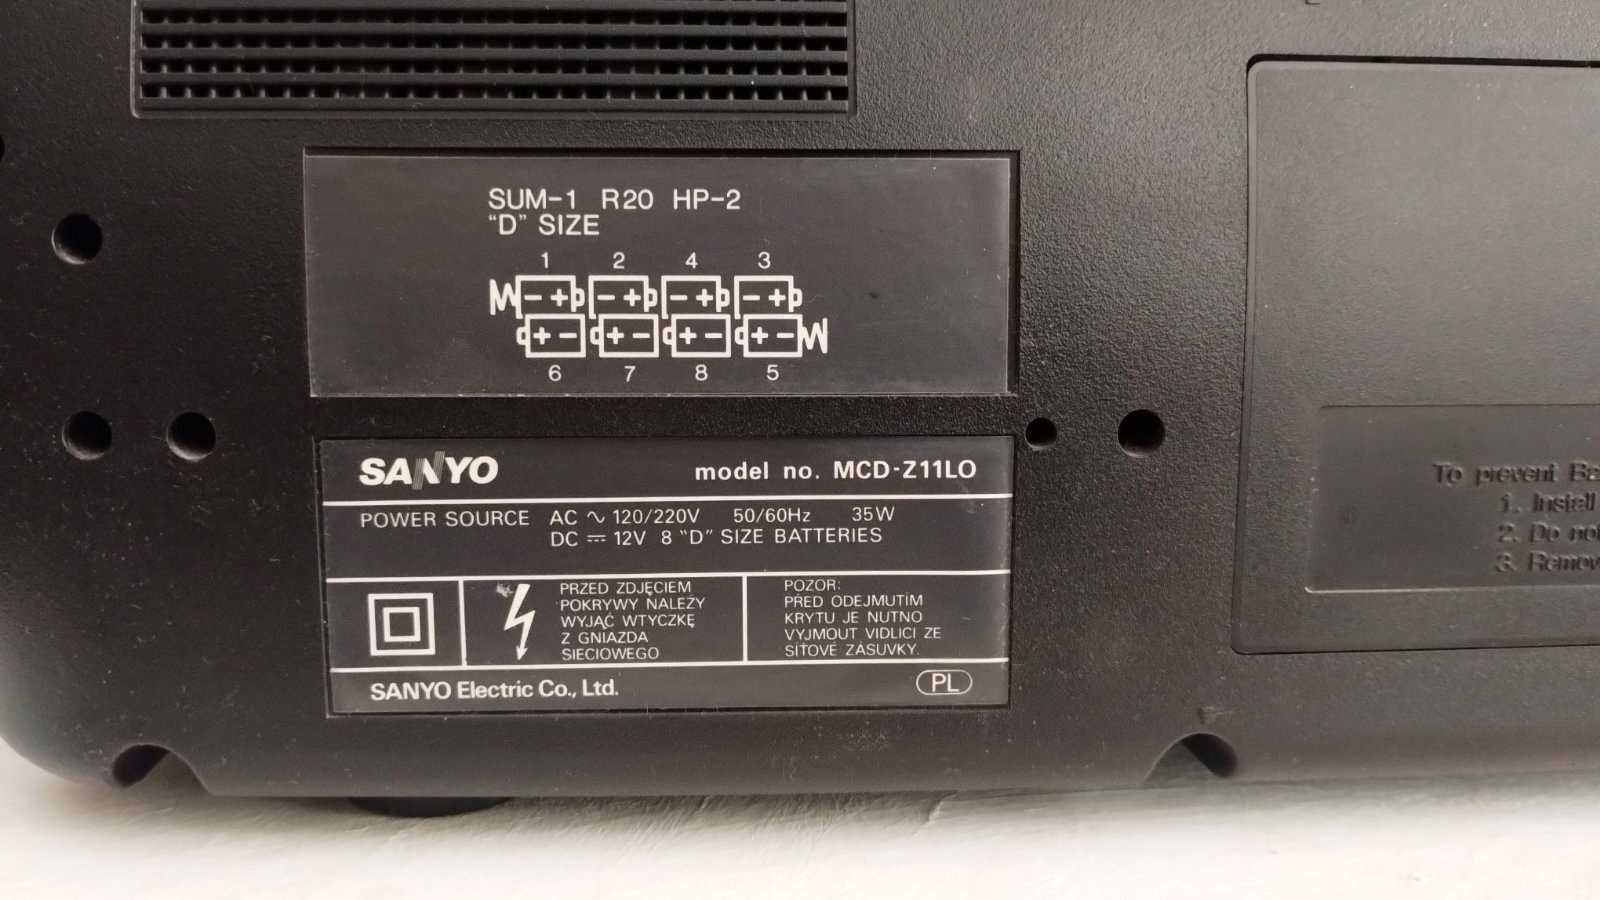 SUM-1 R20 HP-2
"D" SIZE
1 2 4 3
6 7 8 5
SANYO model no. MCD-Z11LO
POWER SOURCE AC ∿ 120/220V 50/60Hz 35W
DC ⎓ 12V 8 "D" SIZE BATTERIES
PRZED ZDJĘCIEM
POKRYWY NALEŻY
WYJĄĆ WTYCZKĘ
Z GNIAZDA
SIECIOWEGO
POZOR:
PŘED ODEJMUTÍM
KRYTU JE NUTNO
VYJMOUT VIDLICI ZE
SÍŤOVÉ ZÁSUVKY.
SANYO Electric Co., Ltd. PL
To prevent Ba
1. Install
2. Do not
3. Remov